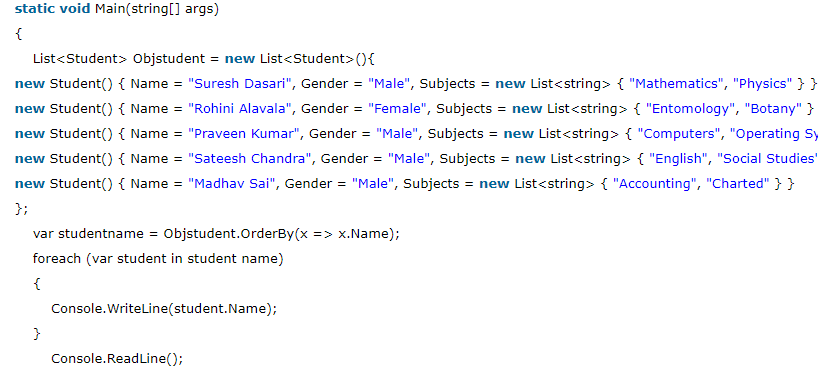 static void Main(string[] args)
{
List<Student> Objstudent = new List<Student>(){
new Student() { Name = "Suresh Dasari", Gender = "Male", Subjects = new List<string> { "Mathematics", "Physics" } }
new Student() { Name = "Rohini Alavala", Gender = "Female", Subjects = new List<string> { "Entomology", "Botany" }
new Student() { Name = "Praveen Kumar", Gender = "Male", Subjects = new List<string> { "Computers", "Operating Sy
new Student() { Name = "Sateesh Chandra", Gender = "Male", Subjects = new List<string> { "English", "Social Studies"
new Student() { Name = "Madhav Sai", Gender = "Male", Subjects = new List<string> { "Accounting", "Charted" } }
};
var studentname = Objstudent.OrderBy(x => x.Name);
foreach (var student in student name)
{
Console.WriteLine(student.Name);
}
Console.ReadLine();